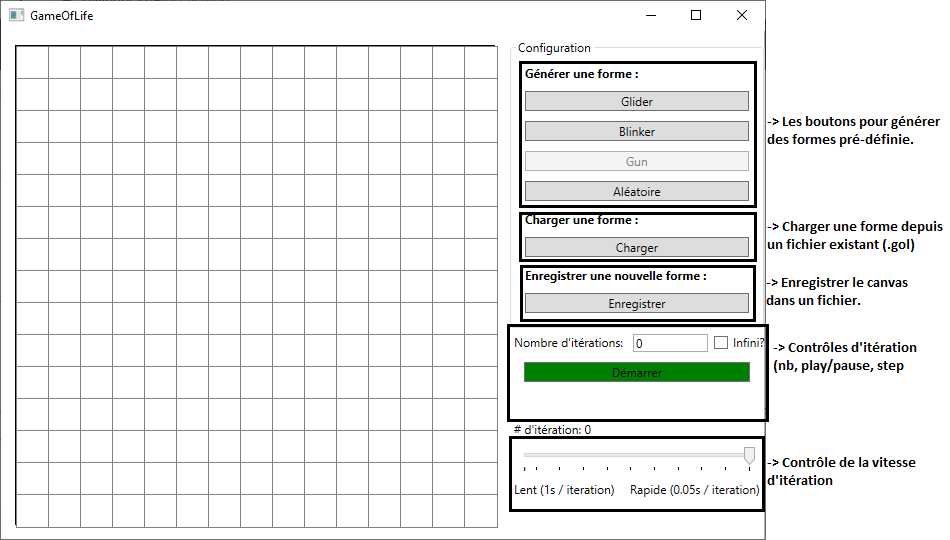 GameOfLife
Configuration
Générer une forme :
Glider
Blinker
Gun
Aléatoire
-> Les boutons pour générer
des formes pré-définie.
Charger une forme :
Charger
-> Charger une forme depuis
un fichier existant (.gol)
Enregistrer une nouvelle forme :
Enregistrer
-> Enregistrer le canvas
dans un fichier.
Nombre d'itérations: 0 Infini?
Démarrer
-> Contrôles d'itération
(nb, play/pause, step
# d'itération: 0
Lent (1s / iteration) Rapide (0.05s / iteration)
-> Contrôle de la vitesse
d'itération